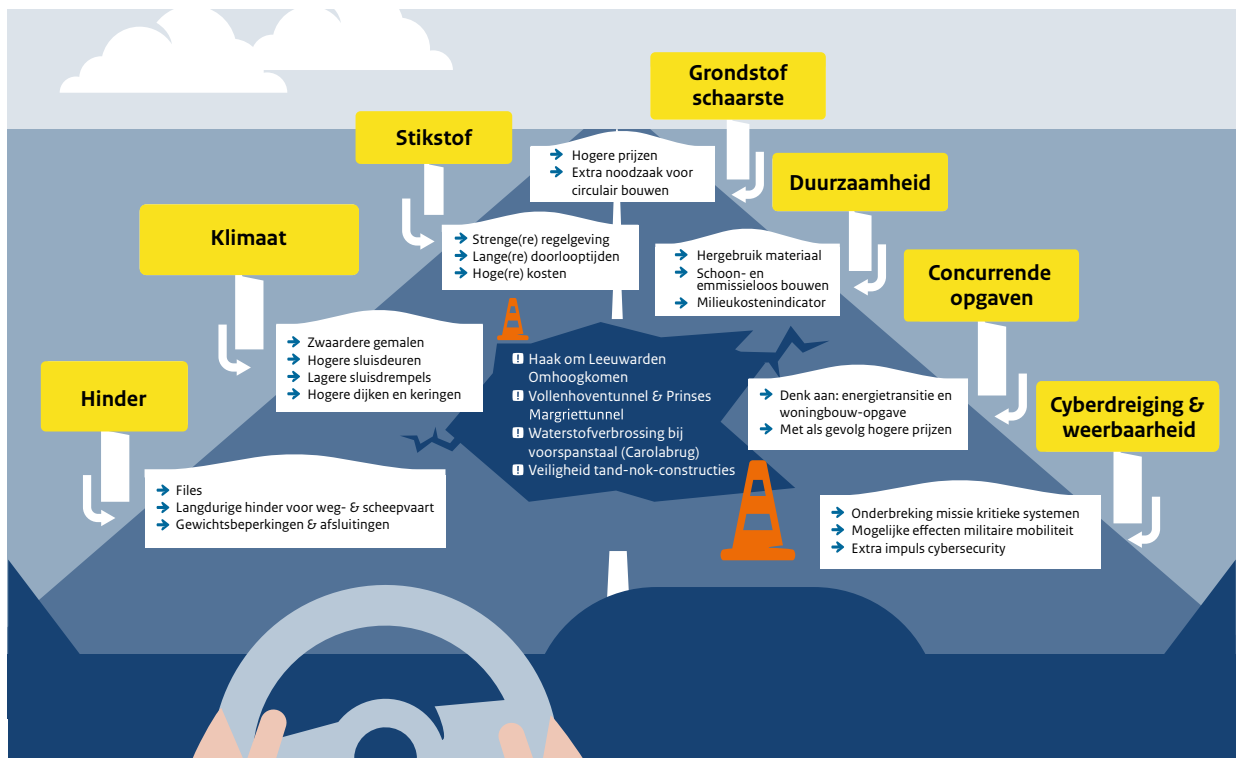 Grondstof
schaarste
Hogere prijzen
Extra noodzaak voor
circulair bouwen
Stikstof
Strenge(re) regelgeving
Lange(re) doorlooptijden
Hoge(re) kosten
Duurzaamheid
Hergebruik materiaal
Schoon- en
emmissieloos bouwen
Milieukostenindicator
Klimaat
Zwaardere gemalen
Hogere sluisdeuren
Lagere sluisdrempels
Hogere dijken en keringen
Concurrende
opgaven
Denk aan: energietransitie en
woningbouw-opgave
Met als gevolg hogere prijzen
! Haak om Leeuwarden
Omhoogkomen
! Vollenhoventunnel & Prinses
Margriettunnel
! Waterstofverbrossing bij
voorspanstaal (Carolabrug)
! Veiligheid tand-nok-constructies
Hinder
Files
Langdurige hinder voor weg- & scheepvaart
Gewichtsbeperkingen & afsluitingen
Cyberdreiging &
weerbaarheid
Onderbreking missie kritieke systemen
Mogelijke effecten militaire mobiliteit
Extra impuls cybersecurity